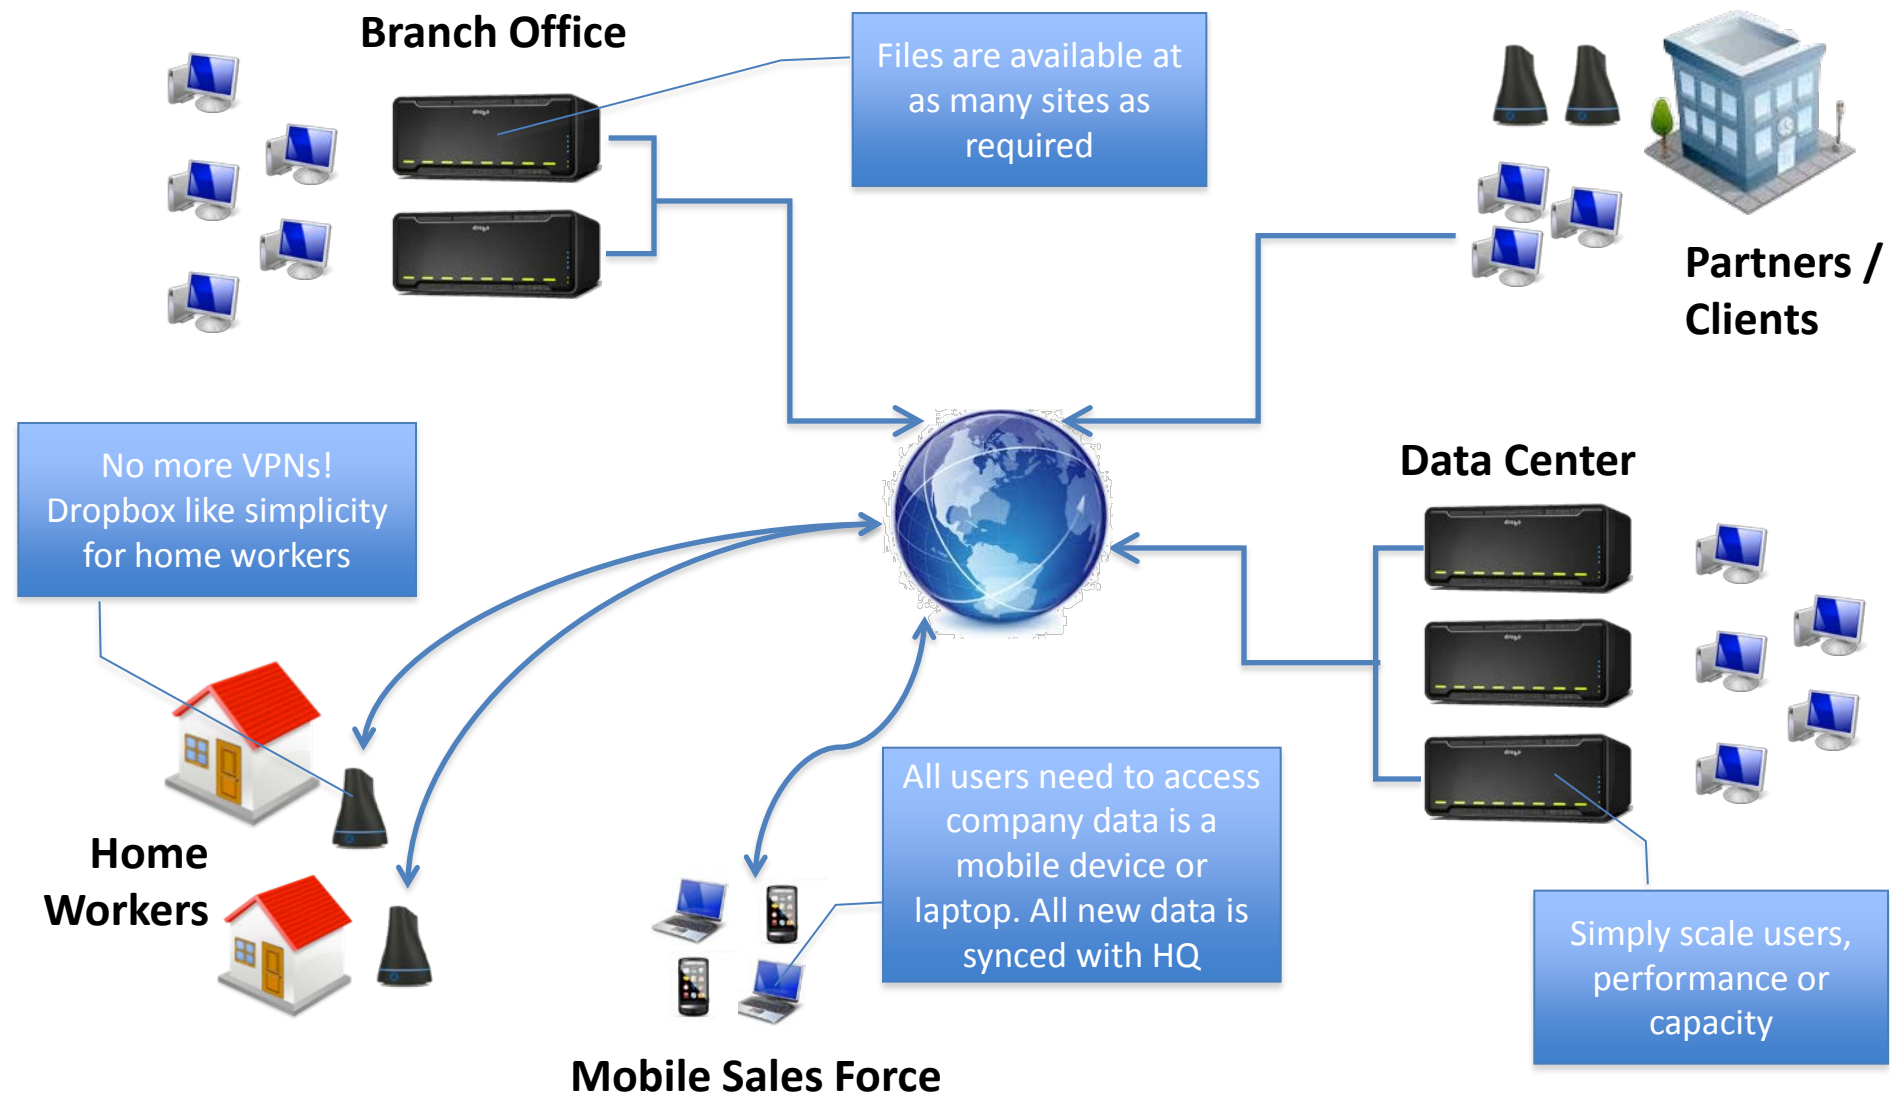 Branch Office
Files are available at
as many sites as
required
Partners /
Clients
No more VPNs!
Dropbox like simplicity
for home workers
Data Center
Home
Workers
All users need to access
company data is a
mobile device or
laptop. All new data is
synced with HQ
Simply scale users,
performance or
capacity
Mobile Sales Force